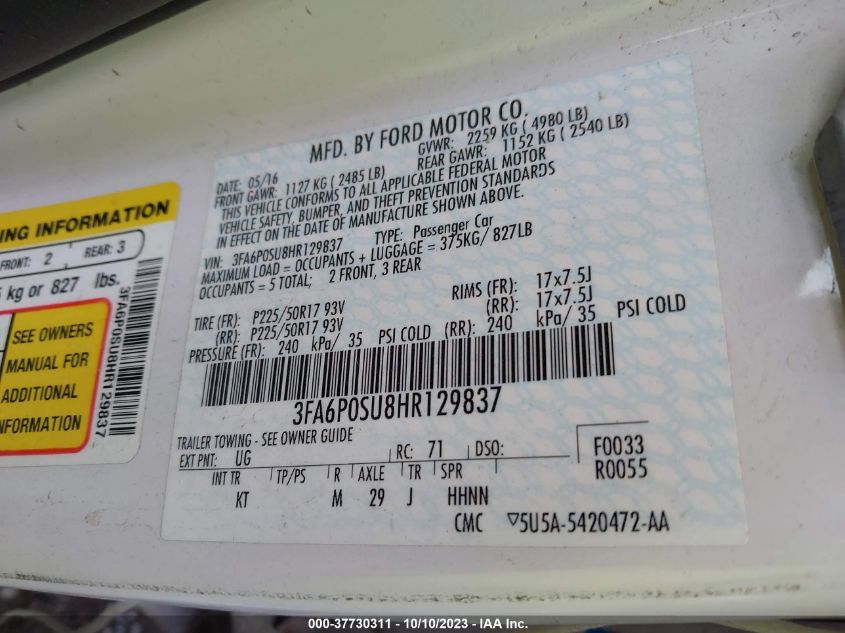 MFD. BY FORD MOTOR CO.
DATE: 05/16 GVWR: 2259 KG ( 4980 LB)
FRONT GAWR: 1127 KG ( 2485 LB) REAR GAWR: 1152 KG ( 2540 LB)
THIS VEHICLE CONFORMS TO ALL APPLICABLE FEDERAL MOTOR
VEHICLE SAFETY, BUMPER, AND THEFT PREVENTION STANDARDS
IN EFFECT ON THE DATE OF MANUFACTURE SHOWN ABOVE.
VIN: 3FA6P0SU8HR129837 TYPE: Passenger Car
MAXIMUM LOAD = OCCUPANTS + LUGGAGE = 375KG/ 827LB
OCCUPANTS = 5 TOTAL; 2 FRONT, 3 REAR
TIRE (FR): P225/50R17 93V RIMS (FR): 17x7.5J
(RR): P225/50R17 93V (RR): 17x7.5J
PRESSURE (FR): 240 kPa/ 35 PSI COLD (RR): 240 kPa/ 35 PSI COLD
3FA6P0SU8HR129837
TRAILER TOWING - SEE OWNER GUIDE
EXT PNT: UG RC: 71 DSO: F0033
R0055
INT TR TP/PS R AXLE TR SPR
KT M 29 J HHNN
CMC ▽5U5A-5420472-AA
ING INFORMATION
FRONT: 2 REAR: 3
kg or 827 lbs.
SEE OWNERS
MANUAL FOR
ADDITIONAL
INFORMATION
3FA6P0SU8HR129837
000-37730311 - 10/10/2023 - IAA Inc.